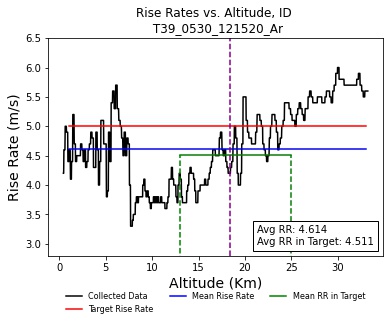 Rise Rates vs. Altitude, ID
T39_0530_121520_Ar
Rise Rate (m/s)
6.5
6.0
5.5
5.0
4.5
4.0
3.5
3.0
Avg RR: 4.614
Avg RR in Target: 4.511
0 5 10 15 20 25 30
Altitude (Km)
Collected Data Mean Rise Rate Mean RR in Target
Target Rise Rate